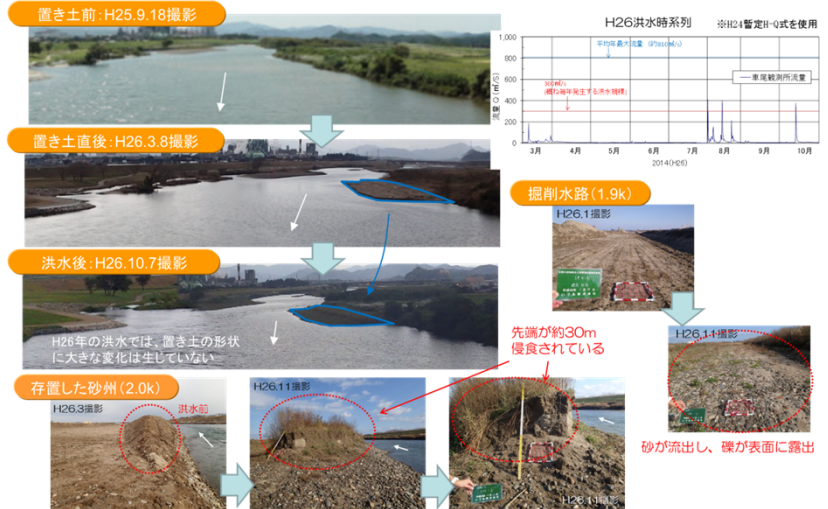 置き土前：H25.9.18撮影
置き土直後：H26.3.8撮影
洪水後：H26.10.7撮影
H26年の洪水では、置き土の形状
に大きな変化は生じていない
H26洪水時系列
※H24暫定H-Q式を使用
流量 Q (㎥/S)
1,000
800
600
400
200
0
3月
4月
5月
6月
7月
8月
9月
10月
2014(H26)
平均年最大流量
(概ね毎年発生する洪水規模)
車尾観測所流量
掘削水路（1.9k）
H26.1撮影
H26.11撮影
砂が流出し、礫が表面に露出
先端が約30m
侵食されている
存置した砂州（2.0k）
H26.3撮影
洪水前
H26.11撮影
H26.11撮影